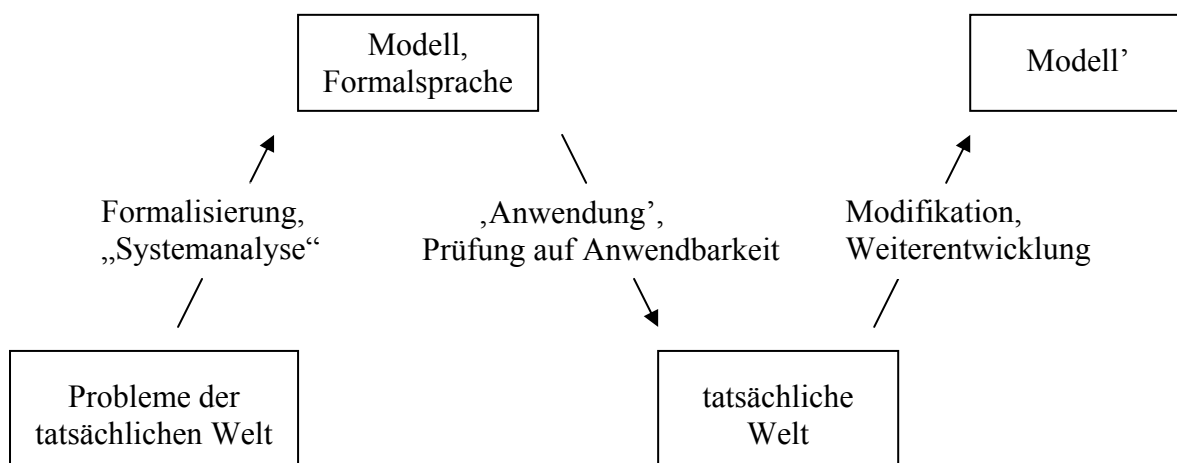 Modell,
Formalsprache
Modell’
Formalisierung,
„Systemanalyse“
‚Anwendung’,
Prüfung auf Anwendbarkeit
Modifikation,
Weiterentwicklung
Probleme der
tatsächlichen Welt
tatsächliche
Welt